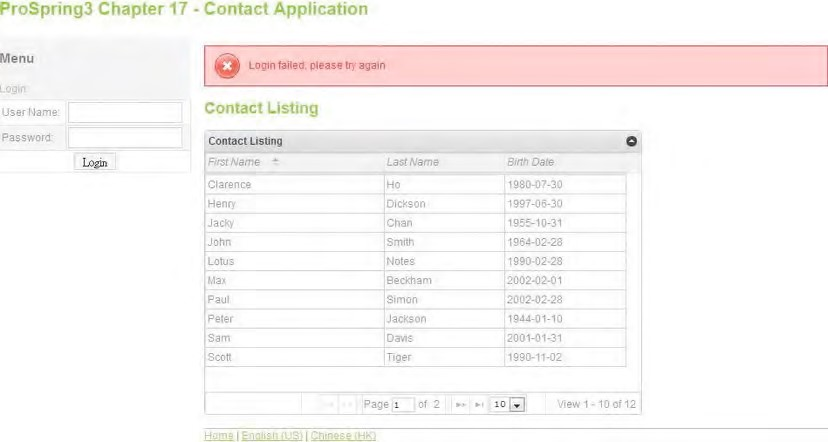 ProSpring3 Chapter 17 - Contact Application
Menu
Login
User Name:
Password:
Login
Login failed, please try again
Contact Listing
Contact Listing
First Name Last Name Birth Date
Clarence Ho 1980-07-30
Henry Dickson 1997-06-30
Jacky Chan 1955-10-31
John Smith 1964-02-28
Lotus Notes 1990-02-28
Max Beckham 2002-02-01
Paul Simon 2002-02-28
Peter Jackson 1944-01-10
Sam Davis 2001-01-31
Scott Tiger 1990-11-02
Page 1 of 2 10 View 1 - 10 of 12
Home | English (US) | Chinese (HK)